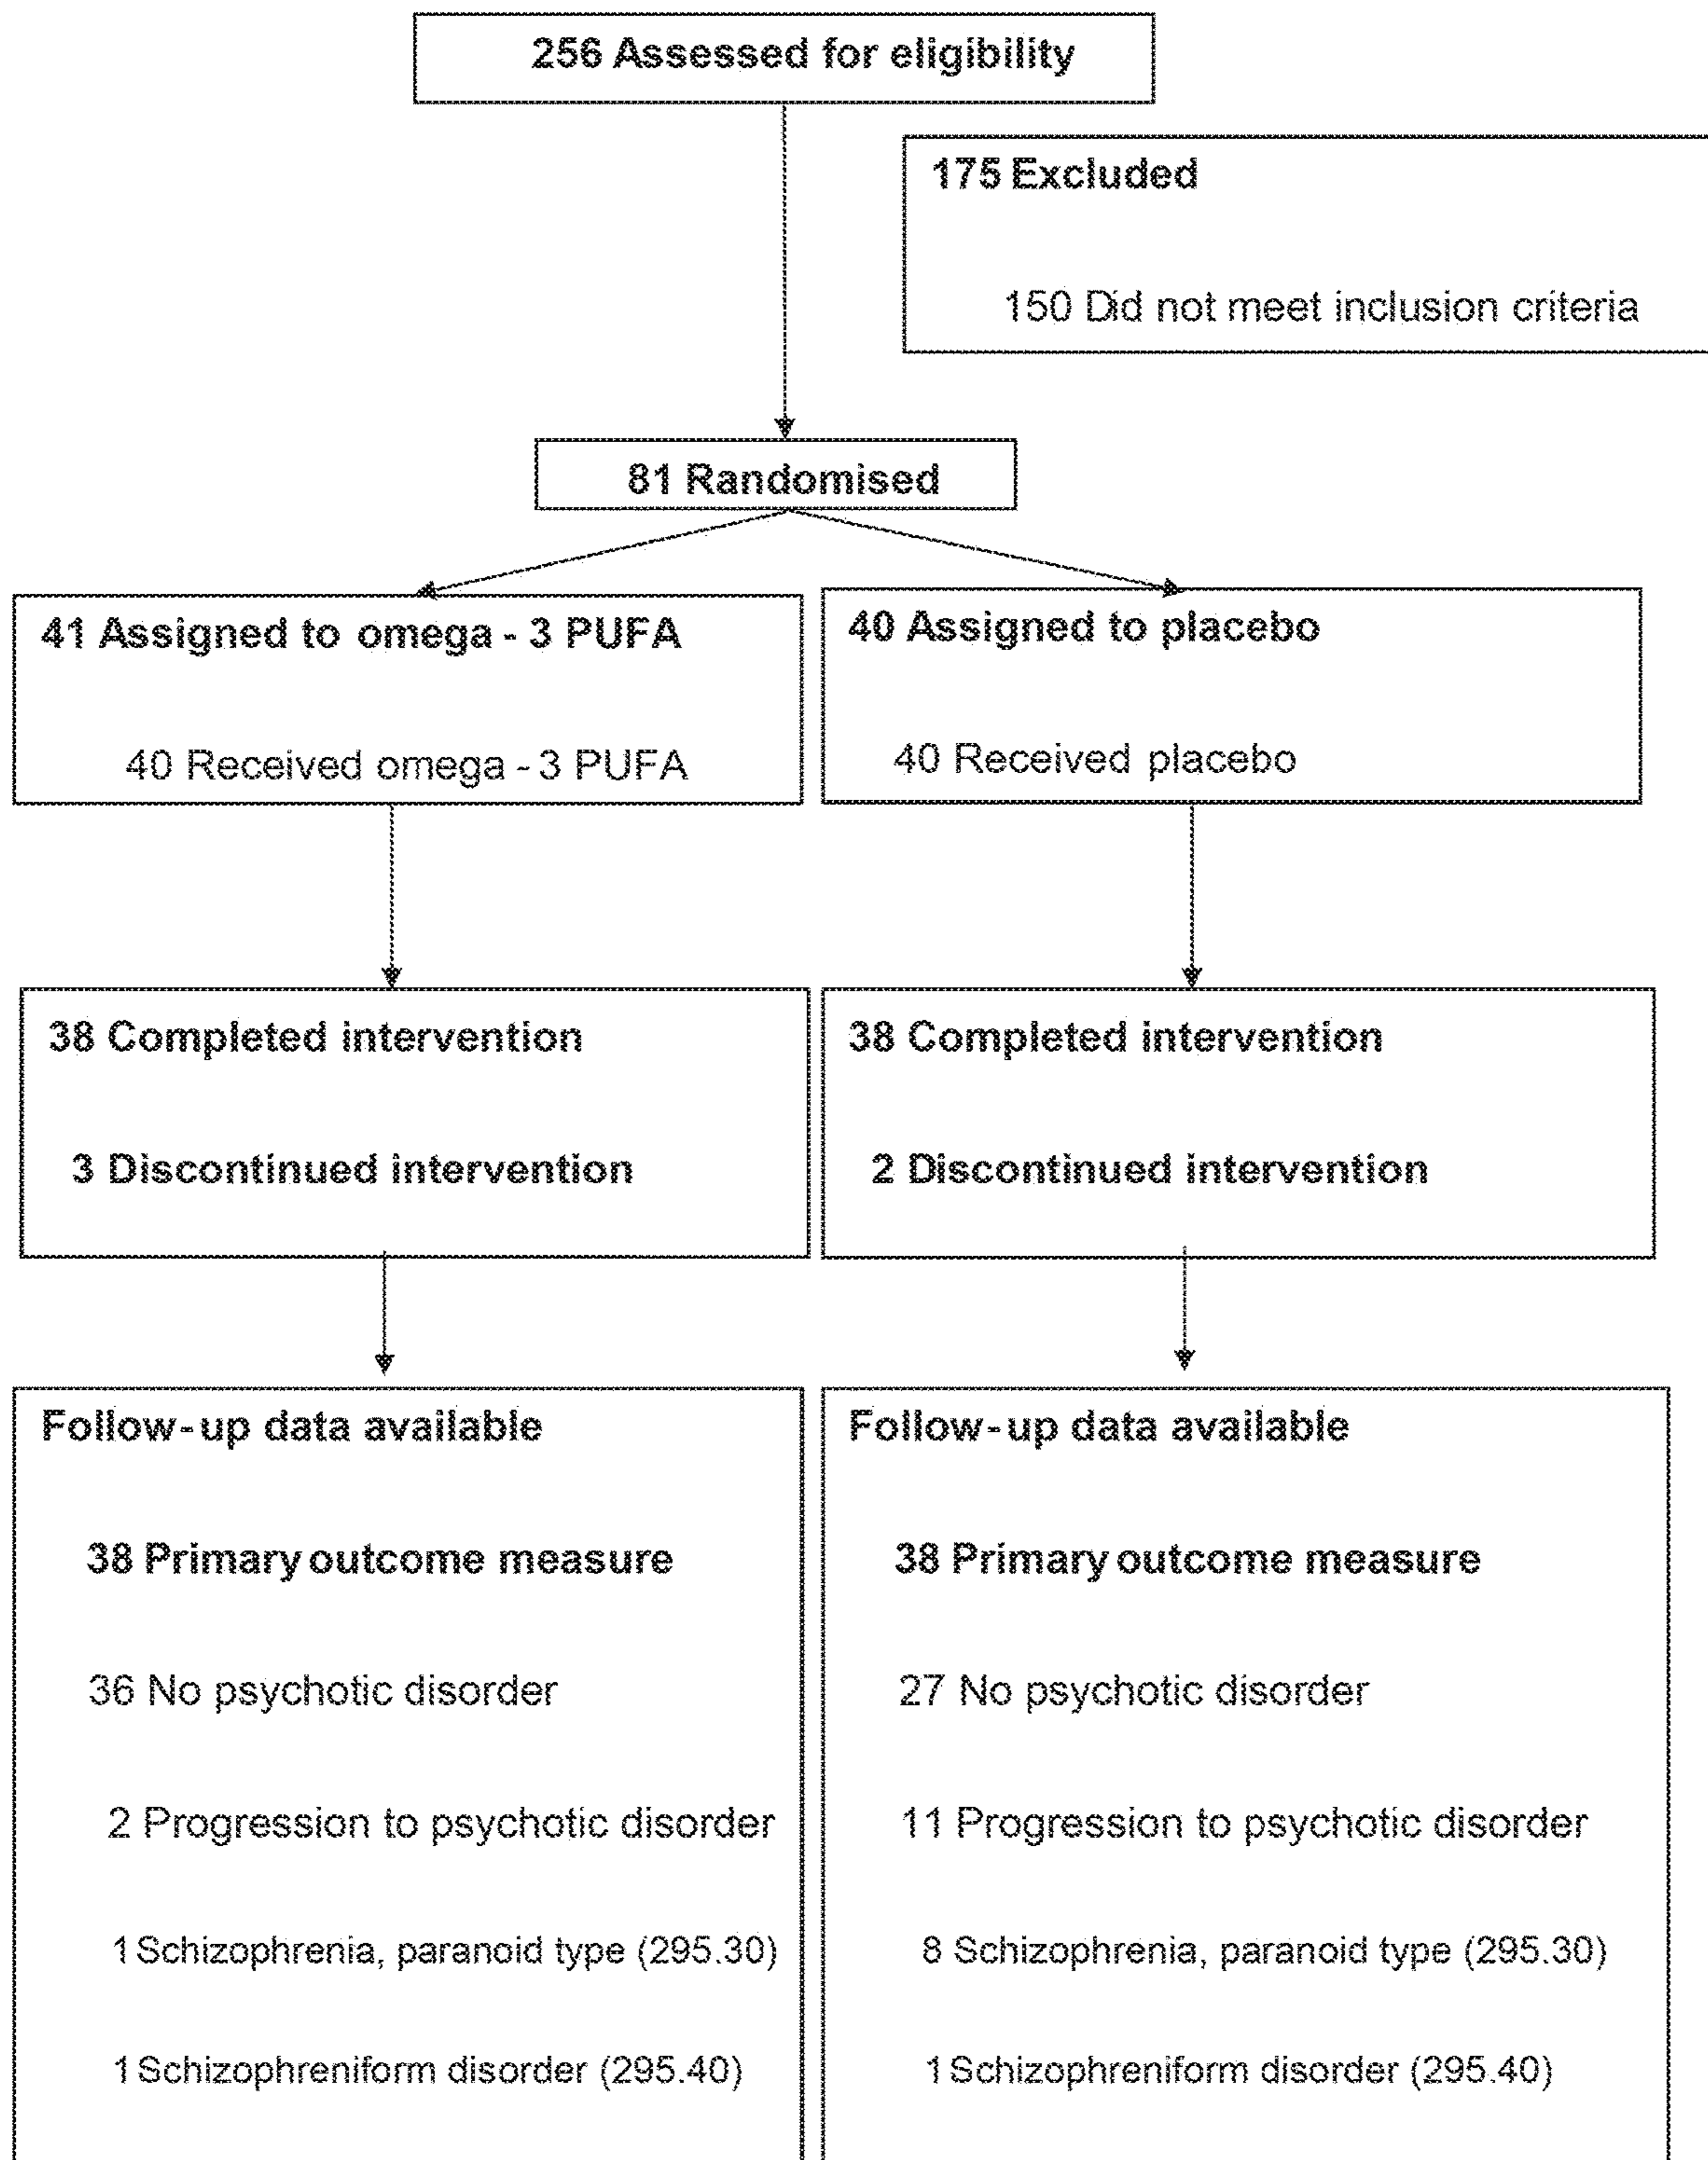 256 Assessed for eligibility
175 Excluded
150 Did not meet inclusion criteria
81 Randomised
41 Assigned to omega - 3 PUFA
40 Received omega - 3 PUFA
40 Assigned to placebo
40 Received placebo
38 Completed intervention
3 Discontinued intervention
38 Completed intervention
2 Discontinued intervention
Follow-up data available
38 Primary outcome measure
36 No psychotic disorder
2 Progression to psychotic disorder
1 Schizophrenia, paranoid type (295.30)
1 Schizophreniform disorder (295.40)
Follow-up data available
38 Primary outcome measure
27 No psychotic disorder
11 Progression to psychotic disorder
8 Schizophrenia, paranoid type (295.30)
1 Schizophreniform disorder (295.40)